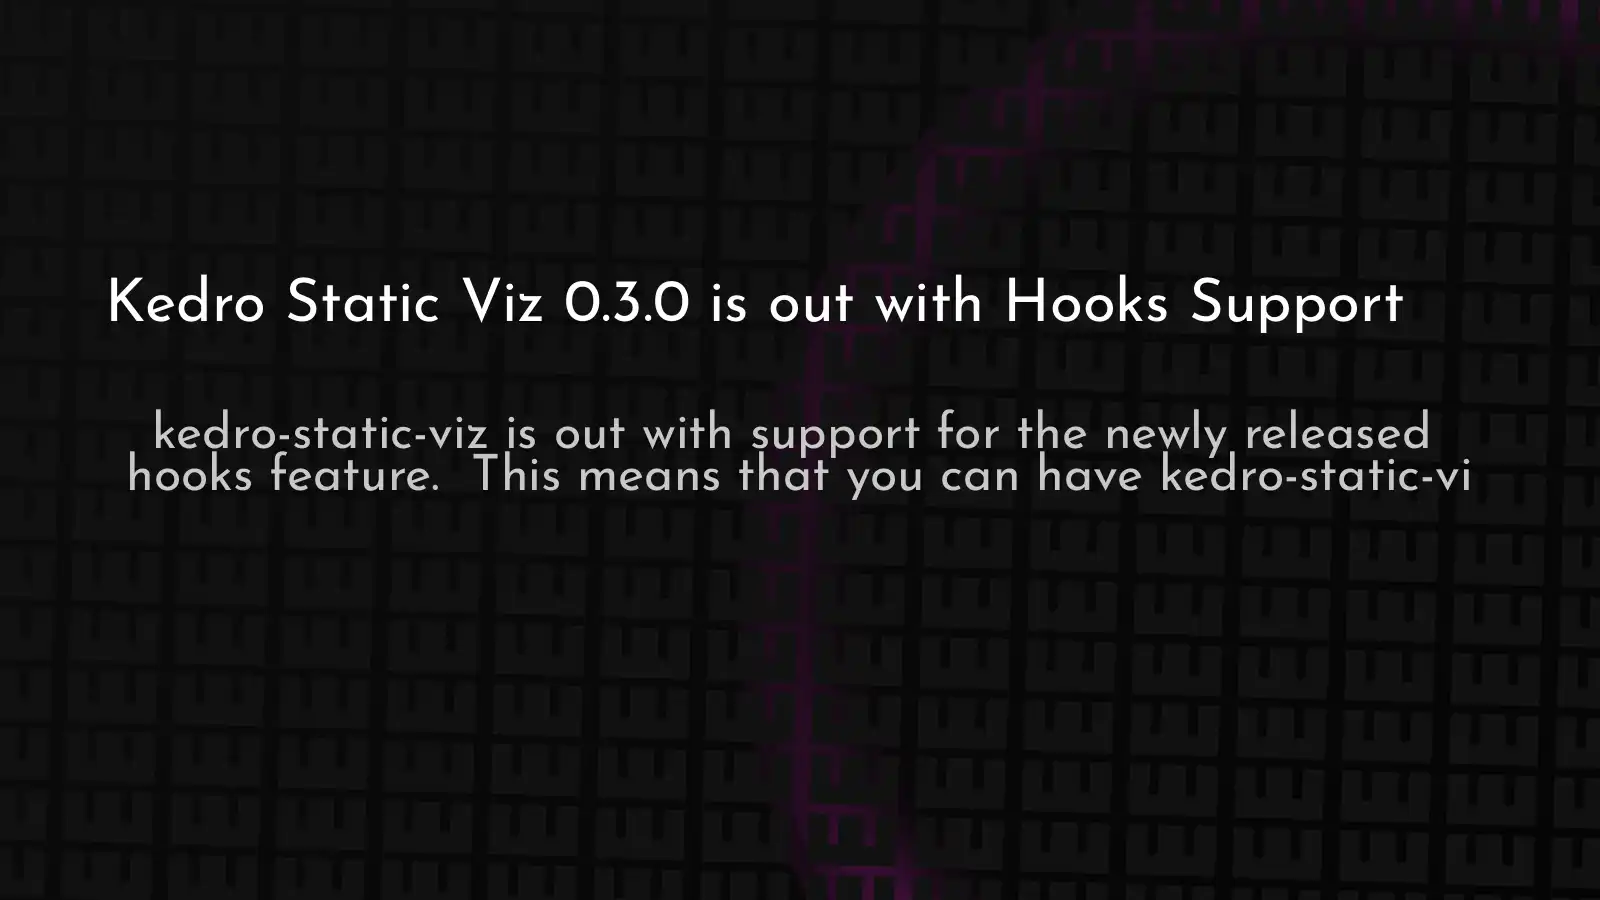 Kedro Static Viz 0.3.0 is out with Hooks Support
kedro-static-viz is out with support for the newly released
hooks feature.  This means that you can have kedro-static-vi